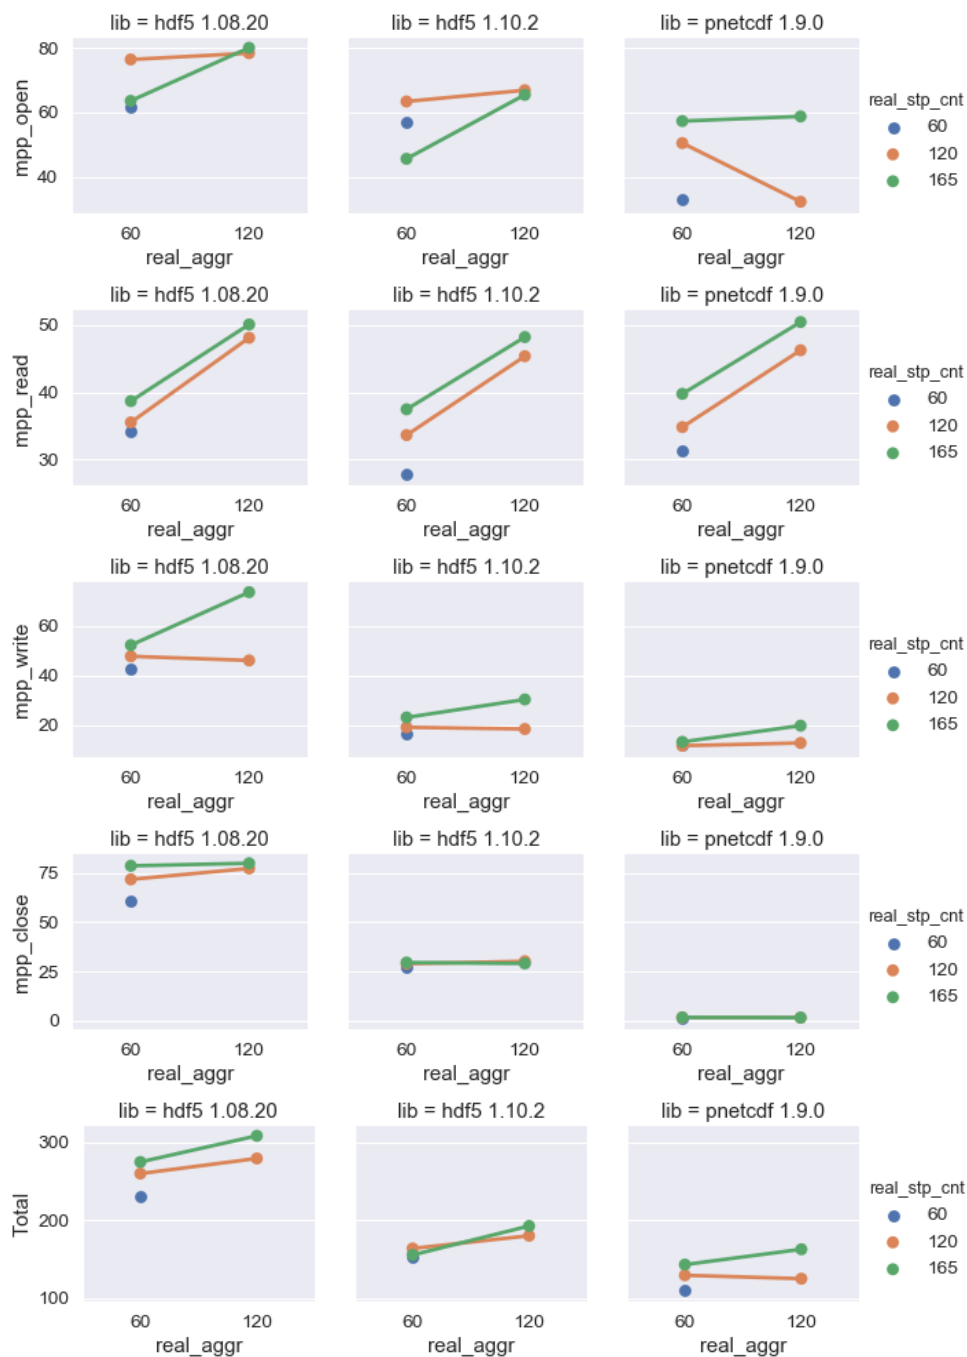 lib = hdf5 1.08.20 lib = hdf5 1.10.2 lib = pnetcdf 1.9.0
80
60
40
mpp_open
60 120 60 120 60 120
real_aggr real_aggr real_aggr
real_stp_cnt
60
120
165
lib = hdf5 1.08.20 lib = hdf5 1.10.2 lib = pnetcdf 1.9.0
50
40
30
mpp_read
60 120 60 120 60 120
real_aggr real_aggr real_aggr
real_stp_cnt
60
120
165
lib = hdf5 1.08.20 lib = hdf5 1.10.2 lib = pnetcdf 1.9.0
60
40
20
mpp_write
60 120 60 120 60 120
real_aggr real_aggr real_aggr
real_stp_cnt
60
120
165
lib = hdf5 1.08.20 lib = hdf5 1.10.2 lib = pnetcdf 1.9.0
75
50
25
0
mpp_close
60 120 60 120 60 120
real_aggr real_aggr real_aggr
real_stp_cnt
60
120
165
lib = hdf5 1.08.20 lib = hdf5 1.10.2 lib = pnetcdf 1.9.0
300
200
100
Total
60 120 60 120 60 120
real_aggr real_aggr real_aggr
real_stp_cnt
60
120
165